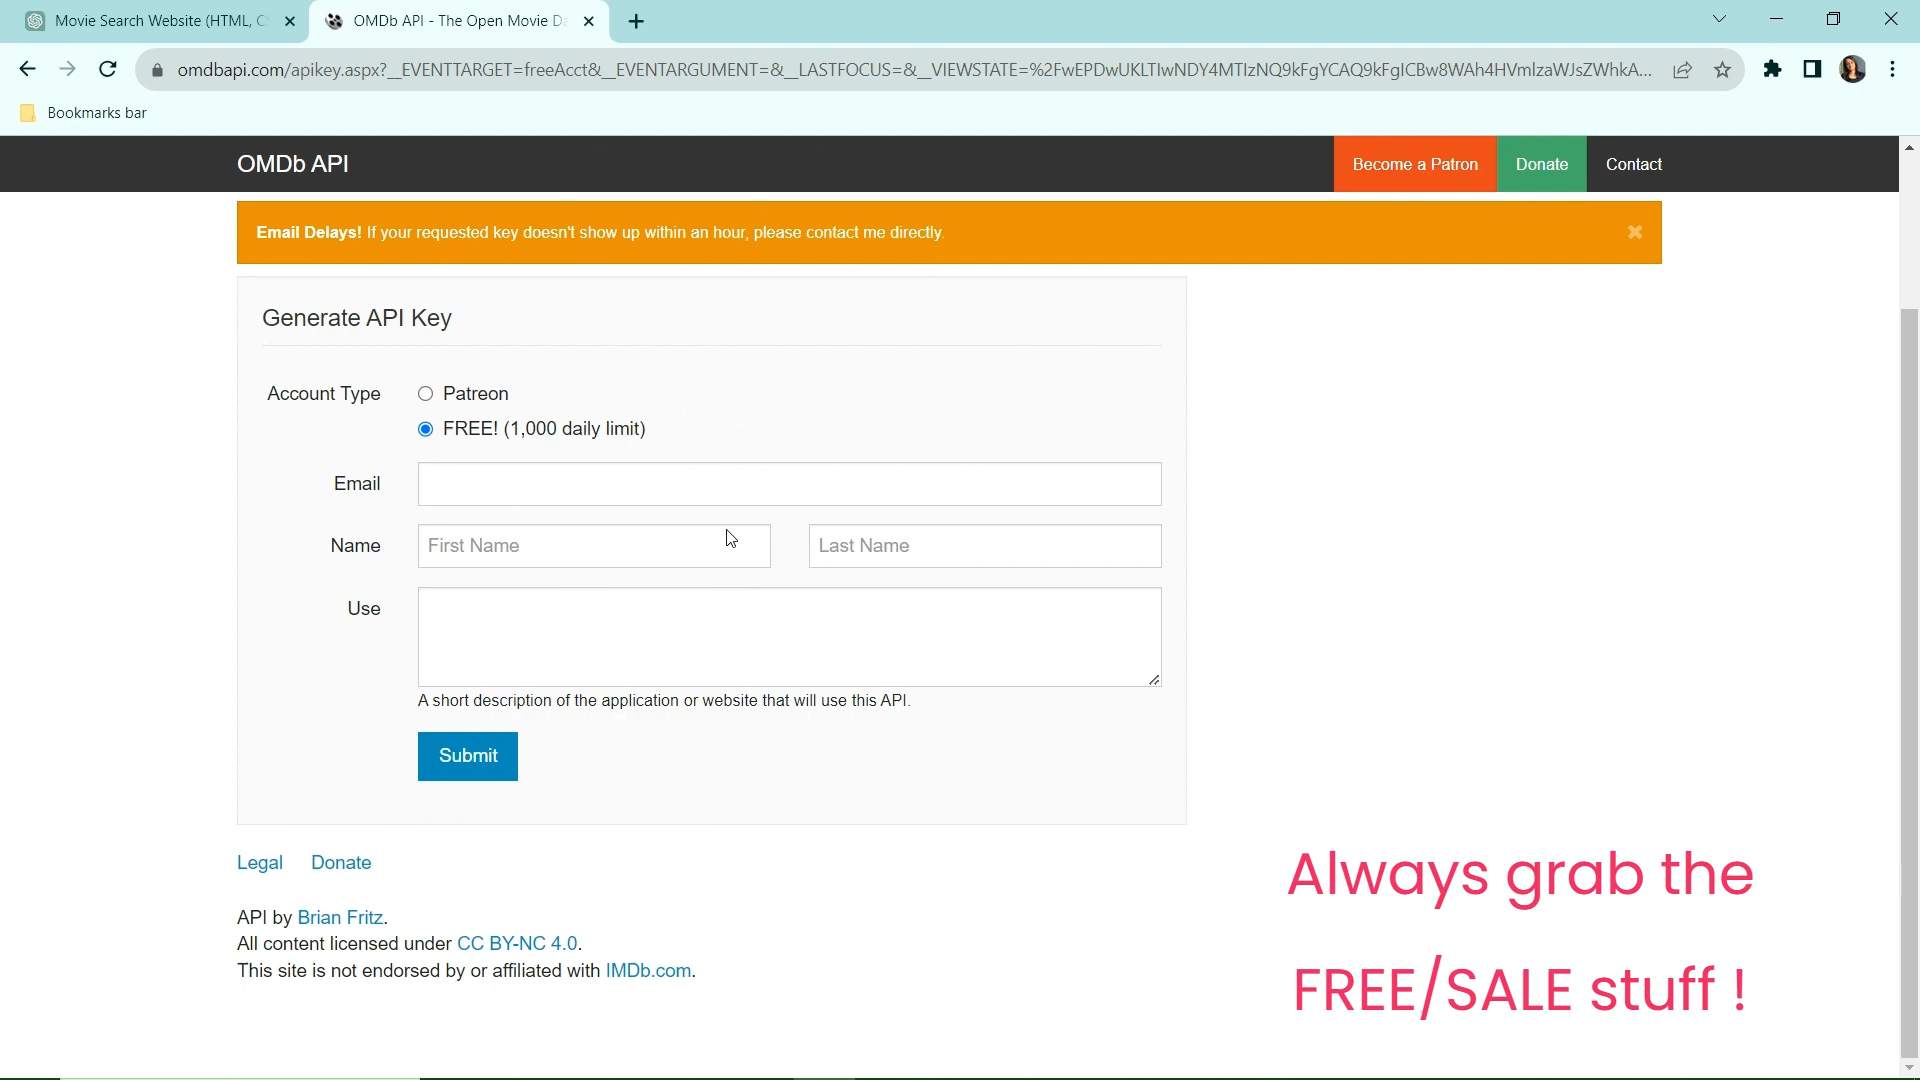 Movie Search Website (HTML, C
OMDb API - The Open Movie Da
omdbapi.com/apikey.aspx?__EVENTTARGET=freeAcct&__EVENTARGUMENT=&__LASTFOCUS=&__VIEWSTATE=%2FwEPDwUKLTIwNDY4MTIzNQ9kFgYCAQ9kFgICBw8WAh4HVmlzaWJsZWhkA...
Bookmarks bar
OMDb API
Become a Patron
Donate
Contact
Email Delays! If your requested key doesn't show up within an hour, please contact me directly.
Generate API Key
Account Type
Patreon
FREE! (1,000 daily limit)
Email
Name
First Name
Last Name
Use
A short description of the application or website that will use this API.
Submit
Legal
Donate
API by Brian Fritz.
All content licensed under CC BY-NC 4.0.
This site is not endorsed by or affiliated with IMDb.com.
Always grab the
FREE/SALE stuff !